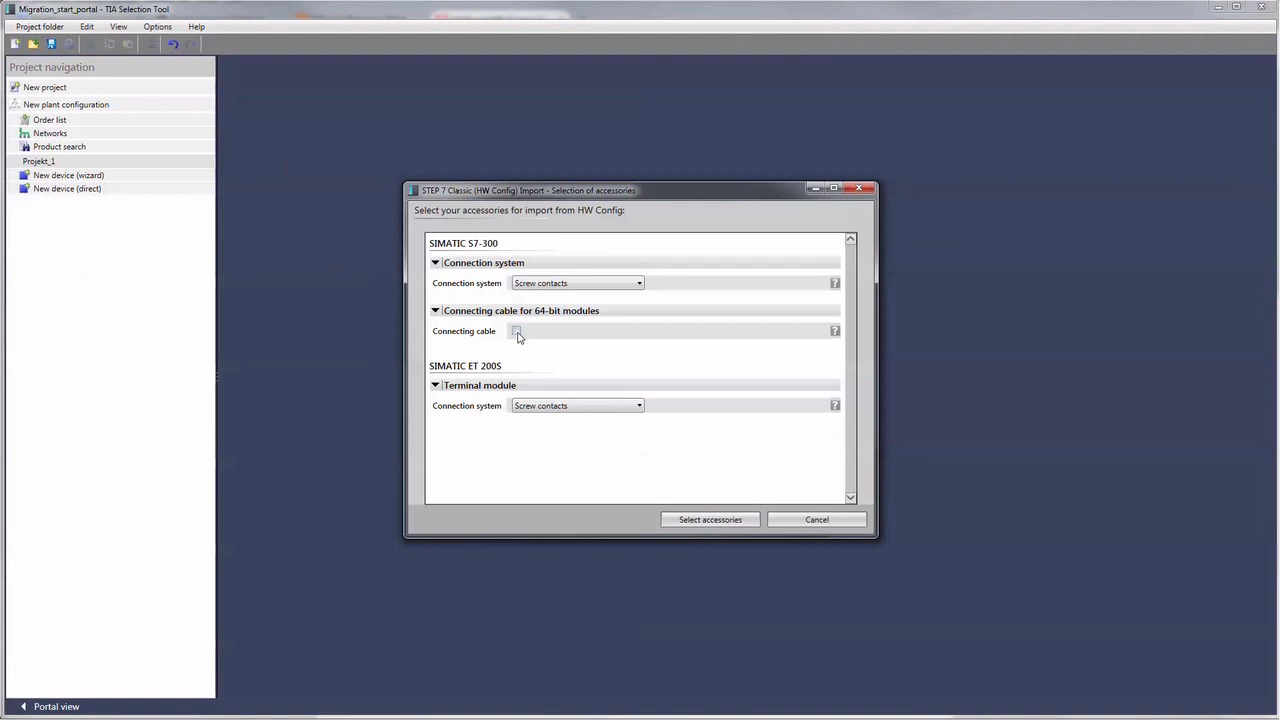 Migration_start_portal - TIA Selection Tool
Project folder Edit View Options Help
Project navigation
New project
New plant configuration
Order list
Networks
Product search
Projekt_1
New device (wizard)
New device (direct)
STEP 7 Classic (HW Config) Import - Selection of accessories
Select your accessories for import from HW Config:
SIMATIC S7-300
Connection system
Connection system Screw contacts ?
Connecting cable for 64-bit modules
Connecting cable ?
SIMATIC ET 200S
Terminal module
Connection system Screw contacts ?
Select accessories Cancel
Portal view